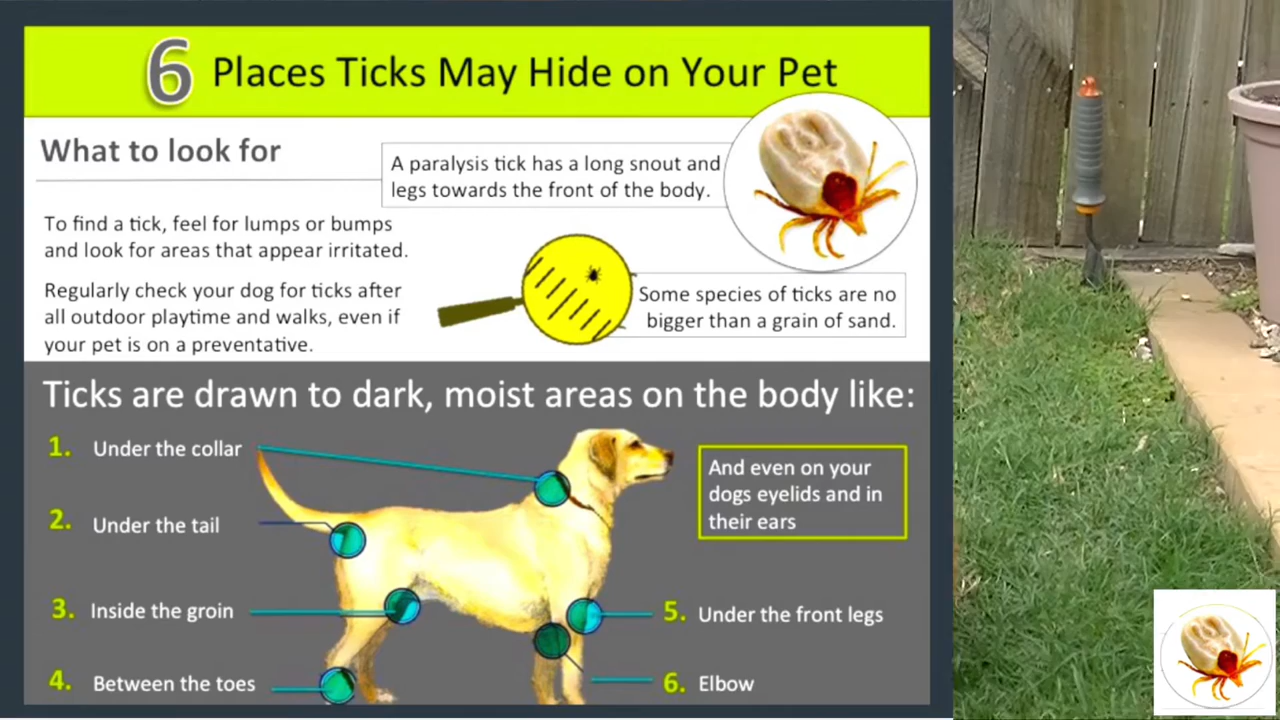 6 Places Ticks May Hide on Your Pet
What to look for
A paralysis tick has a long snout and
legs towards the front of the body.
To find a tick, feel for lumps or bumps
and look for areas that appear irritated.
Regularly check your dog for ticks after
all outdoor playtime and walks, even if
your pet is on a preventative.
Some species of ticks are no
bigger than a grain of sand.
Ticks are drawn to dark, moist areas on the body like:
1. Under the collar
2. Under the tail
3. Inside the groin
4. Between the toes
And even on your
dogs eyelids and in
their ears
5. Under the front legs
6. Elbow